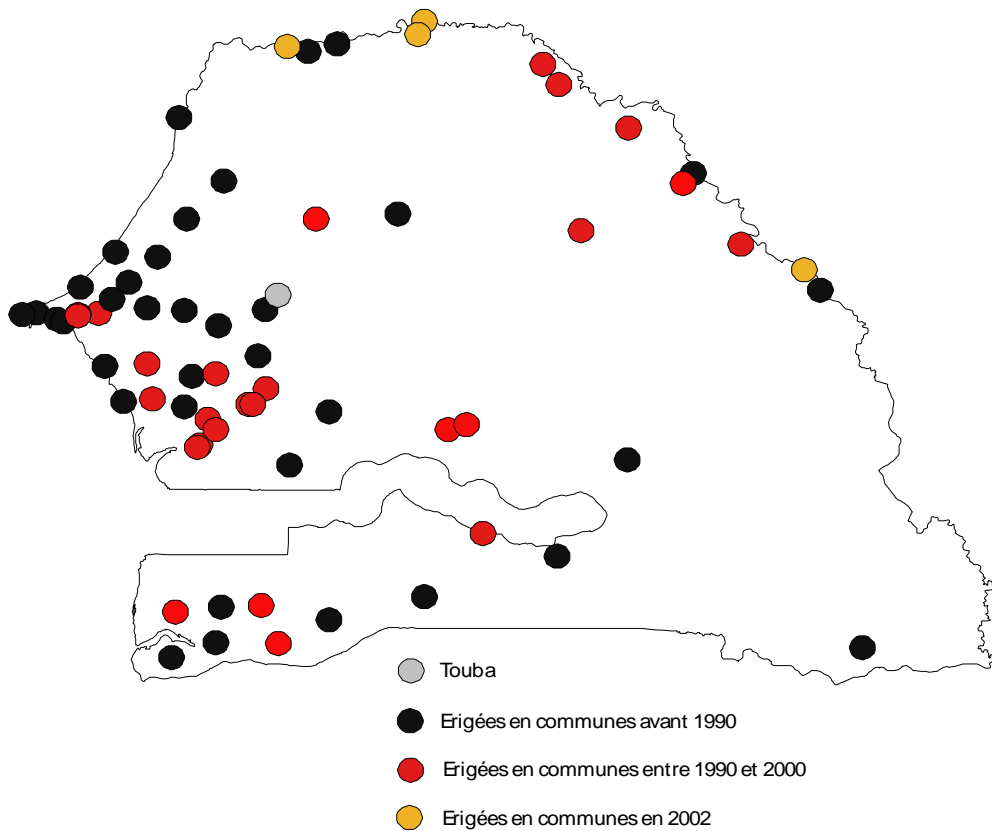 Touba
Erigées en communes avant 1990
Erigées en communes entre 1990 et 2000
Erigées en communes en 2002